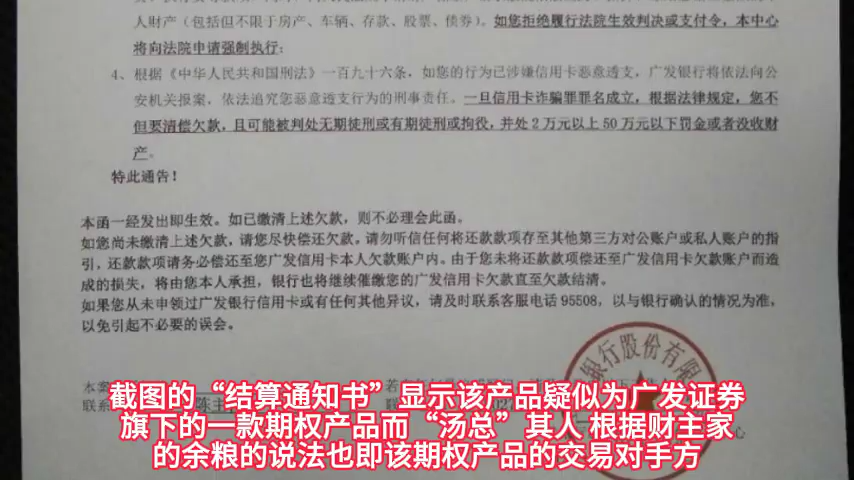 人财产（包括但不限于房产、车辆、存款、股票、债券）。如您拒绝履行法院生效判决或支付令，本中心
将向法院申请强制执行；
4、根据《中华人民共和国刑法》一百九十六条，如您的行为已涉嫌信用卡恶意透支，广发银行将依法向公
安机关报案，依法追究您恶意透支行为的刑事责任。一旦信用卡诈骗罪罪名成立，根据法律规定，您不
但要清偿欠款，且可能被判处无期徒刑或有期徒刑或拘役，并处2万元以上50万元以下罚金或者没收财
产。
特此通告！
本函一经发出即生效。如已缴清上述欠款，则不必理会此函。
如您尚未缴清上述欠款，请您尽快偿还欠款。请勿听信任何将还款款项存至其他第三方对公账户或私人账户的指
引，还款款项请务必偿还至您广发信用卡本人欠款账户内。由于您未将还款款项偿还至广发信用卡欠款账户而造
成的损失，将由您本人承担，银行也将继续催缴您的广发信用卡欠款直至欠款结清。
如果您从未申领过广发银行信用卡或有任何其他异议，请及时联系客服电话95508，以与银行确认的情况为准，
以免引起不必要的误会。
银行股份有限
本案
联系
陈主
截图的“结算通知书”显示该产品疑似为广发证券
旗下的一款期权产品而“汤总”其人 根据财主家
的余粮的说法也即该期权产品的交易对手方